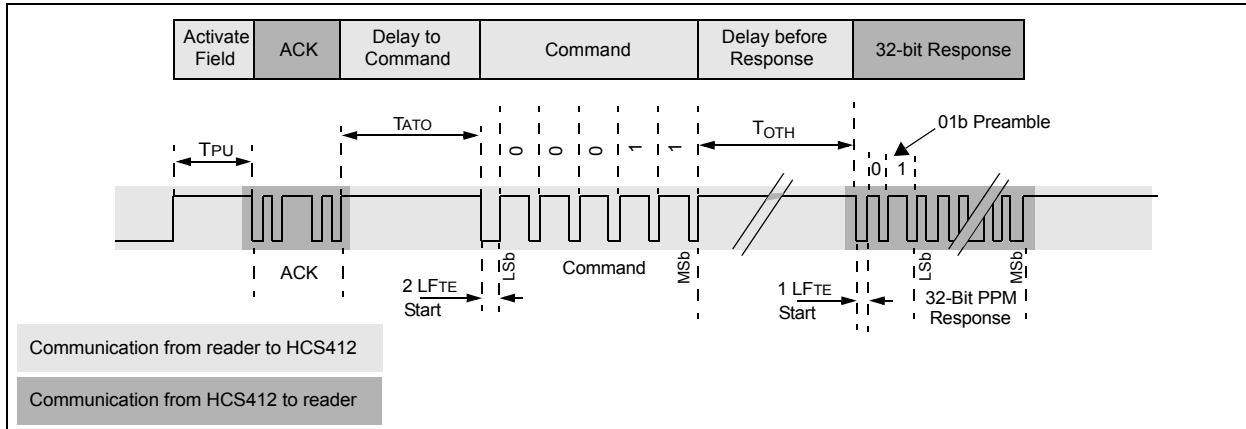 Activate Field
ACK
Delay to Command
Command
Delay before Response
32-bit Response
TPU
TATO
0 0 0 1 1
TOTH
01b Preamble
0 1
ACK
LSb
Command
MSb
LSb
MSb
2 LFTE
Start
1 LFTE
Start
32-Bit PPM
Response
Communication from reader to HCS412
Communication from HCS412 to reader